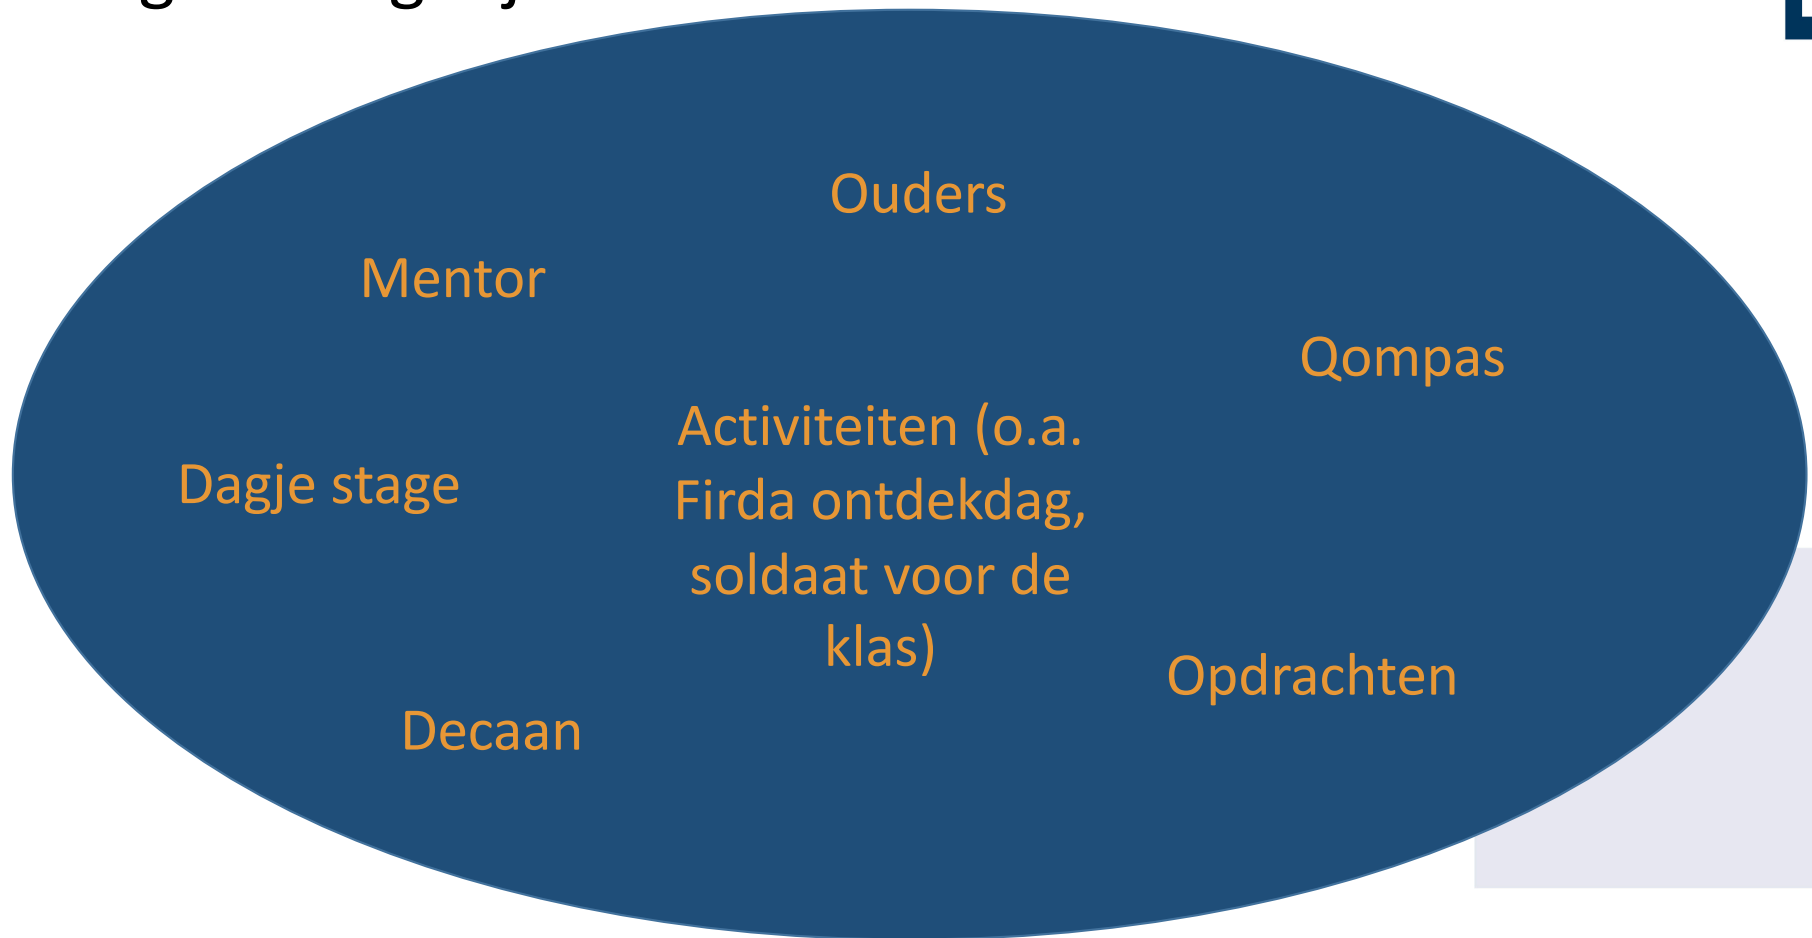 Ouders
Mentor
Qompas
Activiteiten (o.a.
Firda ontdekdag,
soldaat voor de
klas)
Dagje stage
Opdrachten
Decaan